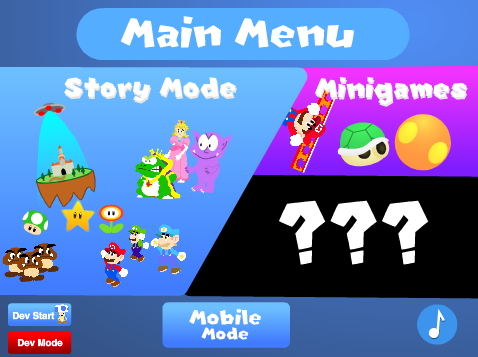 Main Menu
Story Mode
Minigames
???
Dev Start
Dev Mode
Mobile
Mode